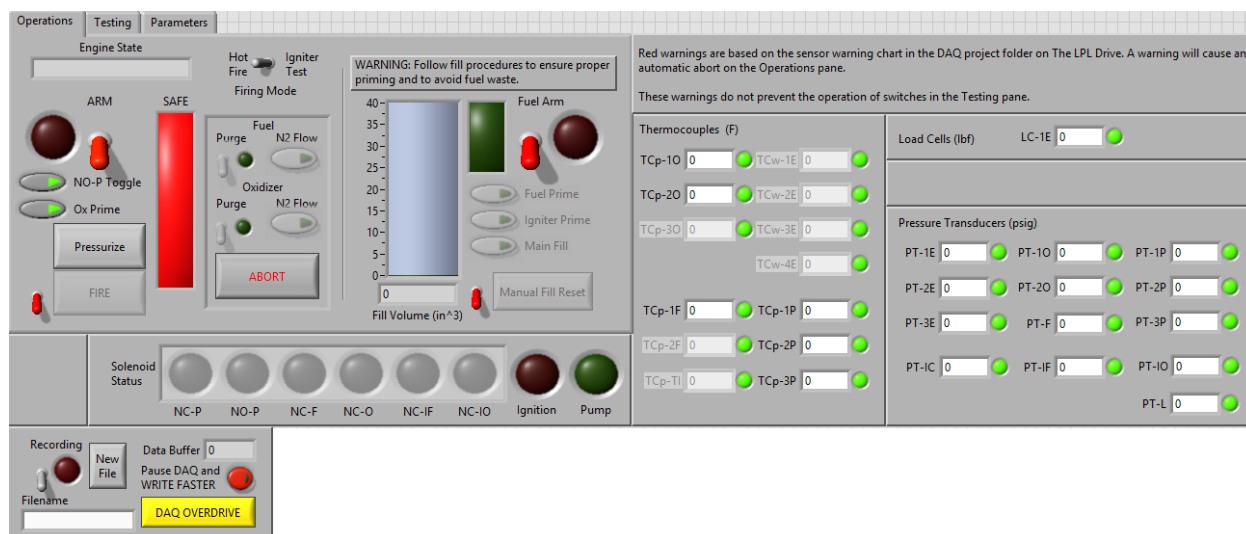 Operations Testing Parameters
Engine State
Hot Fire Igniter Test
Firing Mode
ARM SAFE
NO-P Toggle
Ox Prime
Pressurize
FIRE
Fuel
Purge N2 Flow
Oxidizer
Purge N2 Flow
ABORT
WARNING: Follow fill procedures to ensure proper
priming and to avoid fuel waste.
40
35
30
25
20
15
10
5
0
0
Fill Volume (in^3)
Fuel Arm
Fuel Prime
Igniter Prime
Main Fill
Manual Fill Reset
Solenoid
Status
NC-P NO-P NC-F NC-O NC-IF NC-IO Ignition Pump
Recording
New
File
Data Buffer 0
Pause DAQ and
WRITE FASTER
Filename
DAQ OVERDRIVE
Red warnings are based on the sensor warning chart in the DAQ project folder on The LPL Drive. A warning will cause an
automatic abort on the Operations pane.
These warnings do not prevent the operation of switches in the Testing pane.
Thermocouples (F)
TCp-1O 0 TCw-1E 0
TCp-2O 0 TCw-2E 0
TCp-3O 0 TCw-3E 0
TCw-4E 0
TCp-1F 0 TCp-1P 0
TCp-2F 0 TCp-2P 0
TCp-TI 0 TCp-3P 0
Load Cells (lbf) LC-1E 0
Pressure Transducers (psig)
PT-1E 0 PT-1O 0 PT-1P 0
PT-2E 0 PT-2O 0 PT-2P 0
PT-3E 0 PT-F 0 PT-3P 0
PT-IC 0 PT-IF 0 PT-IO 0
PT-L 0